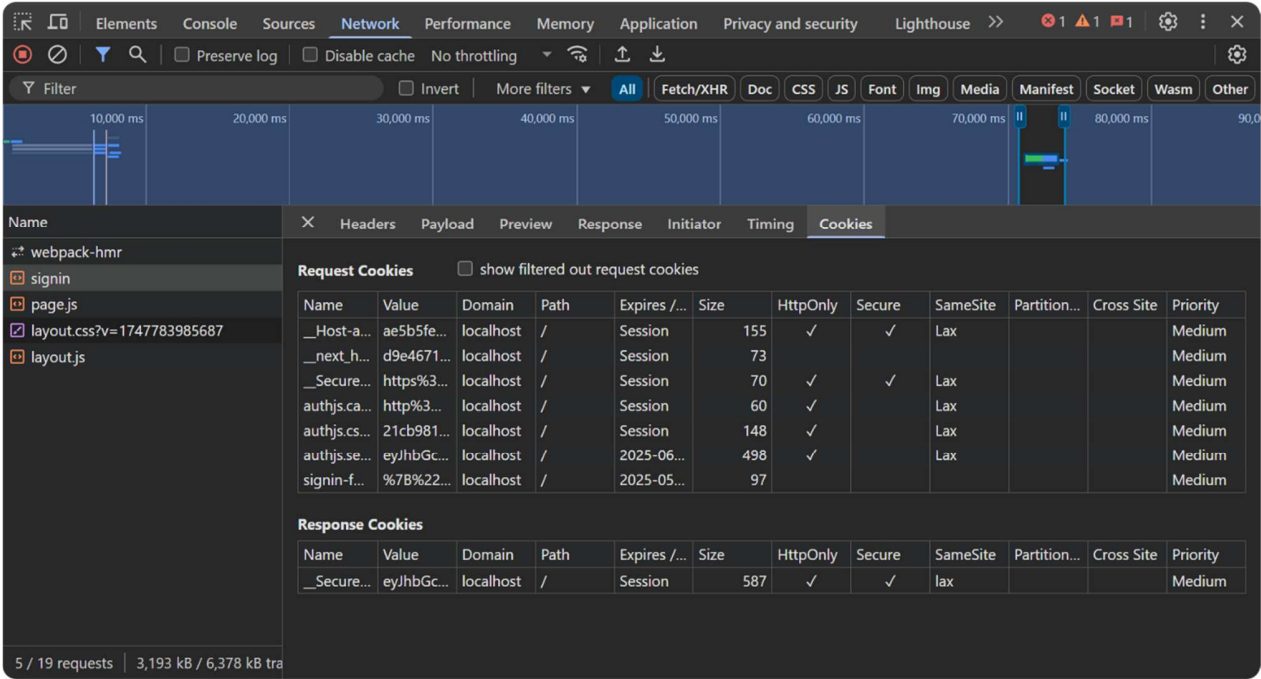 Elements Console Sources Network Performance Memory Application Privacy and security Lighthouse 1 1 1
Preserve log Disable cache No throttling
Filter Invert More filters All Fetch/XHR Doc CSS JS Font Img Media Manifest Socket Wasm Other
10,000 ms 20,000 ms 30,000 ms 40,000 ms 50,000 ms 60,000 ms 70,000 ms 80,000 ms 90,0
Name
webpack-hmr
signin
page.js
layout.css?v=1747783985687
layout.js
5 / 19 requests 3,193 kB / 6,378 kB tra
Headers Payload Preview Response Initiator Timing Cookies
Request Cookies show filtered out request cookies
Name Value Domain Path Expires /... Size HttpOnly Secure SameSite Partition... Cross Site Priority
__Host-a... ae5b5fe... localhost / Session 155 ✓ ✓ Lax Medium
__next_h... d9e4671... localhost / Session 73 Medium
__Secure... https%3... localhost / Session 70 ✓ ✓ Lax Medium
authjs.ca... http%3... localhost / Session 60 ✓ Lax Medium
authjs.cs... 21cb981... localhost / Session 148 ✓ Lax Medium
authjs.se... eyJhbGc... localhost / 2025-06... 498 ✓ Lax Medium
signin-f... %7B%22... localhost / 2025-05... 97 Medium
Response Cookies
Name Value Domain Path Expires /... Size HttpOnly Secure SameSite Partition... Cross Site Priority
__Secure... eyJhbGc... localhost / Session 587 ✓ ✓ lax Medium